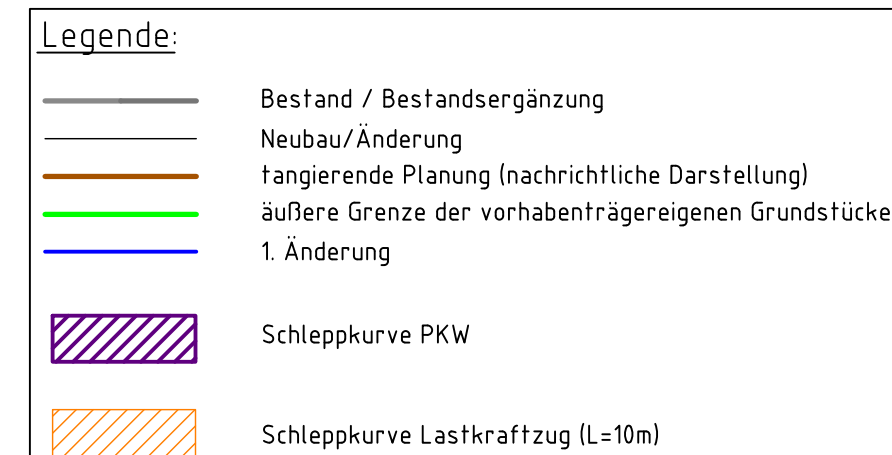 Legende:
Bestand / Bestandsergänzung
Neubau/Änderung
tangierende Planung (nachrichtliche Darstellung)
äußere Grenze der vorhabenträgereigenen Grundstücke
1. Änderung
Schleppkurve PKW
Schleppkurve Lastkraftzug (L=10m)